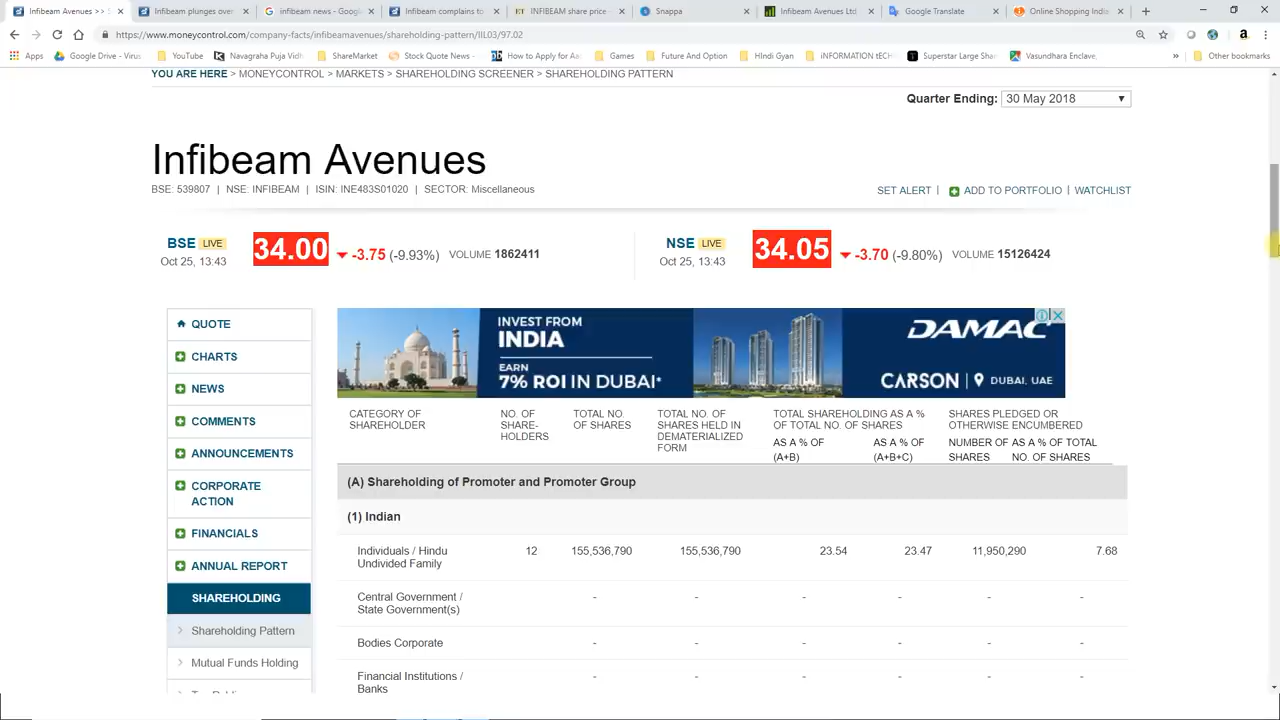 Infibeam Avenues >> S
Infibeam plunges over
infibeam news - Google
Infibeam complains to
INFIBEAM share price -
Snappa
Infibeam Avenues Ltd
Google Translate
Online Shopping India
https://www.moneycontrol.com/company-facts/infibeamavenues/shareholding-pattern/IIL03/97.02
Apps
Google Drive - Virus
YouTube
Navagraha Puja Vidh
ShareMarket
Stock Quote News -
How to Apply for Aa
Games
Future And Option
HIndi Gyan
iNFORMATION tECH
Superstar Large Shar
Vasundhara Enclave,
» Other bookmarks
YOU ARE HERE > MONEYCONTROL > MARKETS > SHAREHOLDING SCREENER > SHAREHOLDING PATTERN
Quarter Ending: 30 May 2018
Infibeam Avenues
BSE: 539807 | NSE: INFIBEAM | ISIN: INE483S01020 | SECTOR: Miscellaneous
SET ALERT | ADD TO PORTFOLIO | WATCHLIST
BSE LIVE
Oct 25, 13:43
34.00
-3.75 (-9.93%) VOLUME 1862411
NSE LIVE
Oct 25, 13:43
34.05
-3.70 (-9.80%) VOLUME 15126424
QUOTE
CHARTS
NEWS
COMMENTS
ANNOUNCEMENTS
CORPORATE
ACTION
FINANCIALS
ANNUAL REPORT
SHAREHOLDING
Shareholding Pattern
Mutual Funds Holding
INVEST FROM
INDIA
EARN
7% ROI IN DUBAI*
DAMAC
CARSON | DUBAI, UAE
CATEGORY OF
SHAREHOLDER
NO. OF
SHARE-
HOLDERS
TOTAL NO.
OF SHARES
TOTAL NO. OF
SHARES HELD IN
DEMATERIALIZED
FORM
TOTAL SHAREHOLDING AS A %
OF TOTAL NO. OF SHARES
AS A % OF
(A+B)
AS A % OF
(A+B+C)
SHARES PLEDGED OR
OTHERWISE ENCUMBERED
NUMBER OF
SHARES
AS A % OF TOTAL
NO. OF SHARES
(A) Shareholding of Promoter and Promoter Group
(1) Indian
Individuals / Hindu
Undivided Family
12 155,536,790 155,536,790 23.54 23.47 11,950,290 7.68
Central Government /
State Government(s)
- - - - - -
Bodies Corporate - - - - - -
Financial Institutions /
Banks
- - - - - -